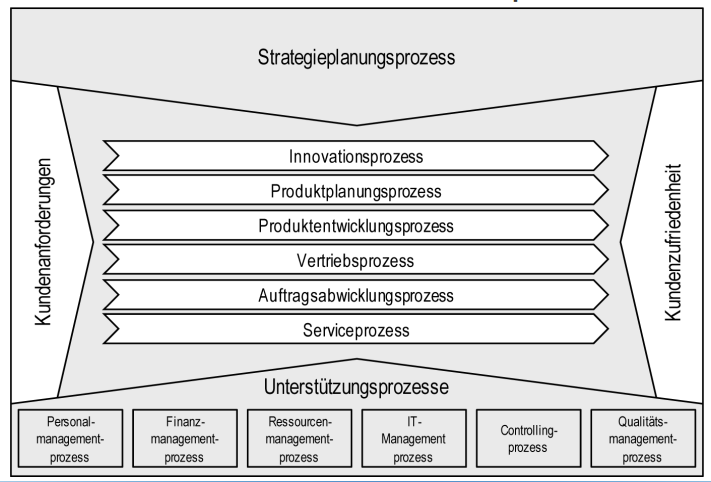 Strategieplanungsprozess
Kundenanforderungen
Innovationsprozess
Produktplanungsprozess
Produktentwicklungsprozess
Vertriebsprozess
Auftragsabwicklungsprozess
Serviceprozess
Kundenzufriedenheit
Unterstützungsprozesse
Personal-
management-
prozess
Finanz-
management-
prozess
Ressourcen-
management-
prozess
IT-
Management
prozess
Controlling-
prozess
Qualitäts-
management-
prozess